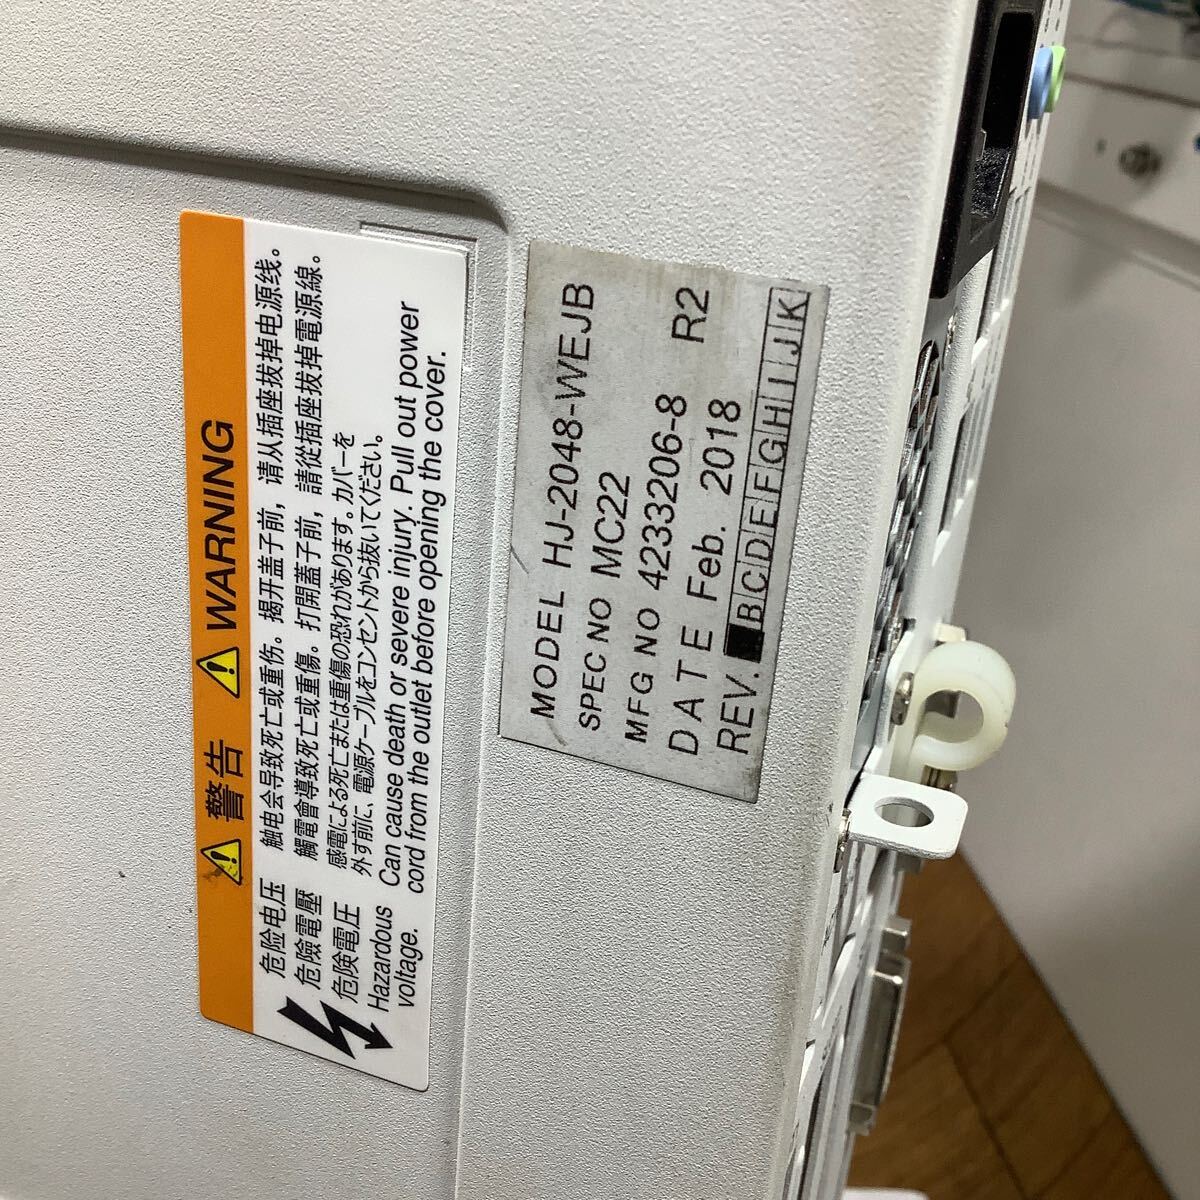 警告 WARNING
危险电压
触电会导致死亡或重伤。揭开盖子前，请从插座拔掉电源线。
危險電壓
觸電會導致死亡或重傷。打開蓋子前，請從插座拔掉電源線。
危険電圧
感電による死亡または重傷の恐れがあります。カバーを
外す前に、電源ケーブルをコンセントから抜いてください。
Hazardous
voltage.
Can cause death or severe injury. Pull out power
cord from the outlet before opening the cover.
MODEL HJ-2048-WEJB
SPEC NO MC22
MFG NO 4233206-8 R2
DATE Feb. 2018
REV. BCDEFGHIJK